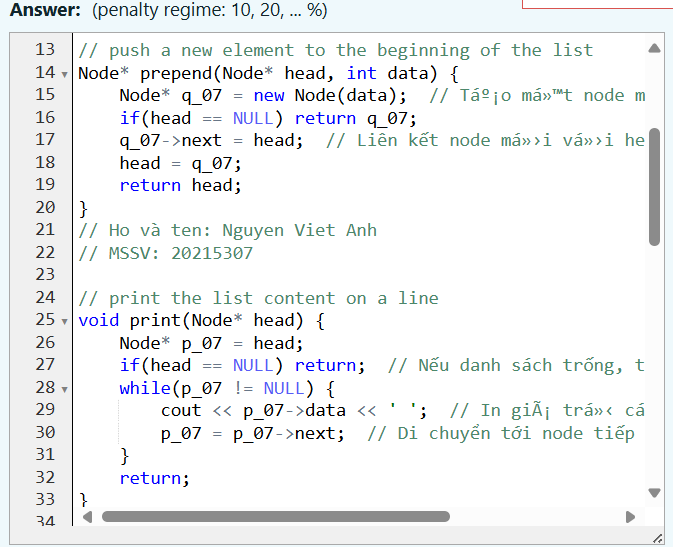 Answer: (penalty regime: 10, 20, ... %)
13 // push a new element to the beginning of the list
14 Node* prepend(Node* head, int data) {
15 Node* q_07 = new Node(data); // Táº¡o má»™t node m
16 if(head == NULL) return q_07;
17 q_07->next = head; // Liên kết node má»›i vá»›i he
18 head = q_07;
19 return head;
20 }
21 // Ho và ten: Nguyen Viet Anh
22 // MSSV: 20215307
23
24 // print the list content on a line
25 void print(Node* head) {
26 Node* p_07 = head;
27 if(head == NULL) return; // Nếu danh sách trống, t
28 while(p_07 != NULL) {
29 cout << p_07->data << ' '; // In giÃ¡ trá»‹ cá
30 p_07 = p_07->next; // Di chuyển tới node tiếp
31 }
32 return;
33 }
34